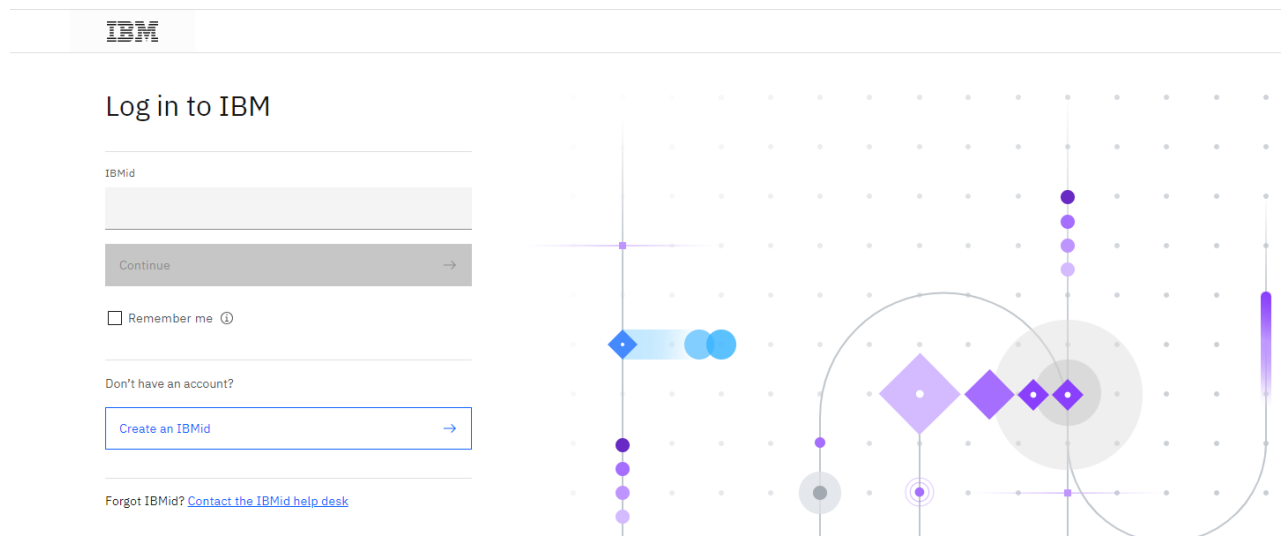 IBM
Log in to IBM
IBMid
Continue
Remember me
Don't have an account?
Create an IBMid
Forgot IBMid? Contact the IBMid help desk